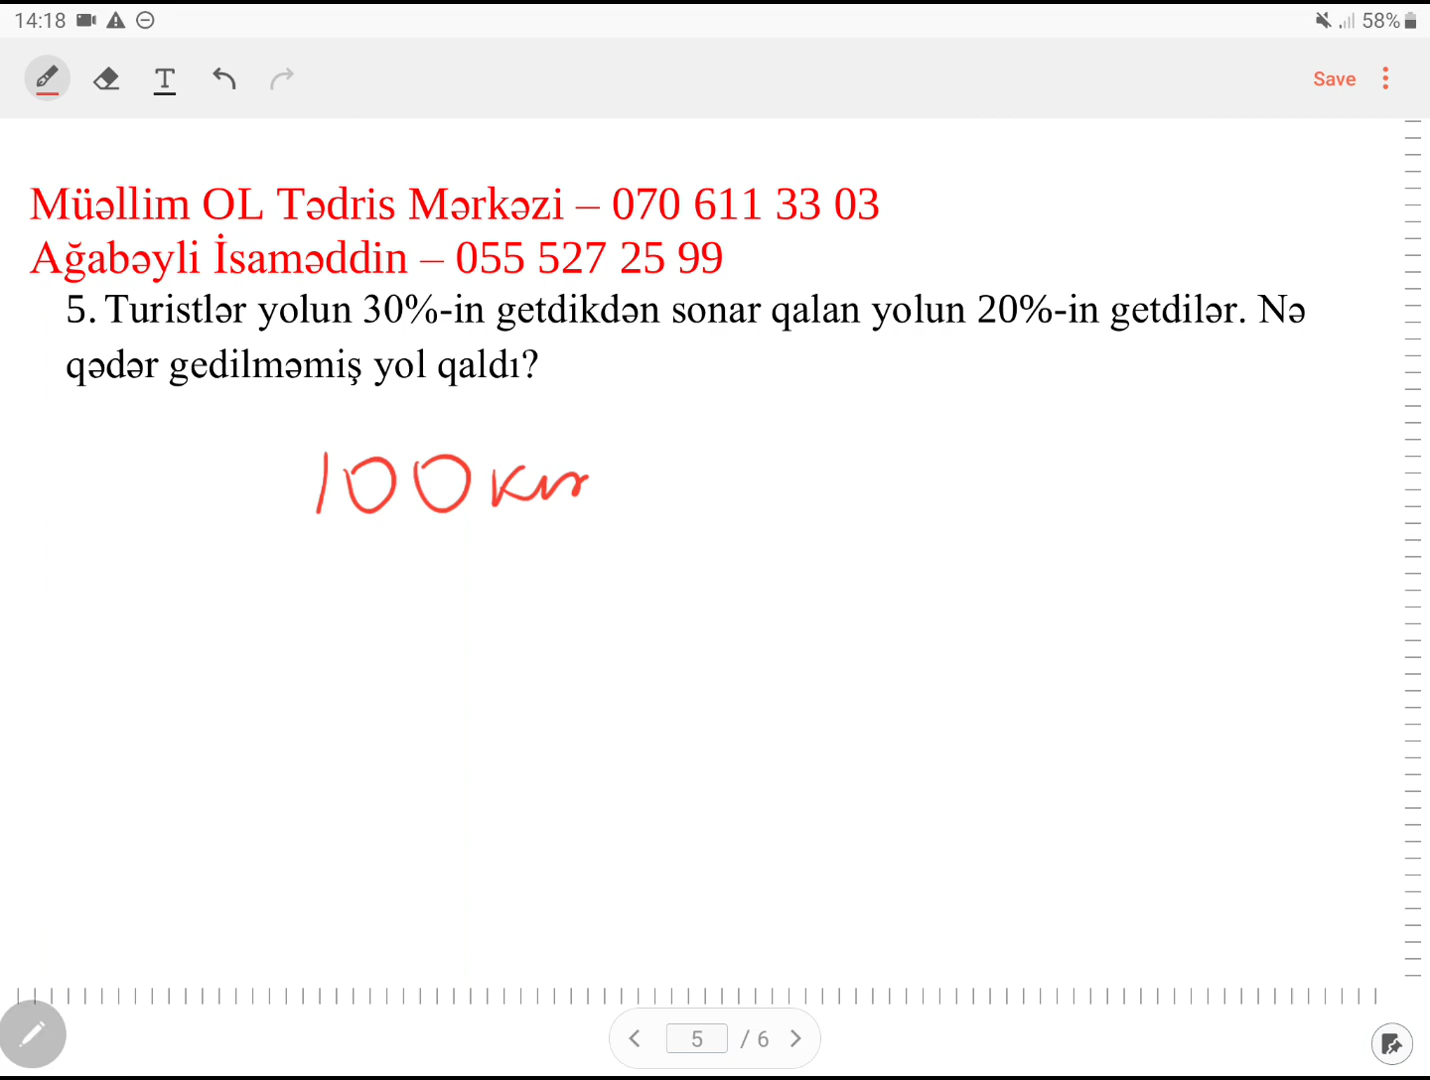 14:18
58%
T
Save
Müəllim OL Tədris Mərkəzi – 070 611 33 03
Ağabəyli İsaməddin – 055 527 25 99
5. Turistlər yolun 30%-in getdikdən sonar qalan yolun 20%-in getdilər. Nə
qədər gedilməmiş yol qaldı?
100 km
5 / 6